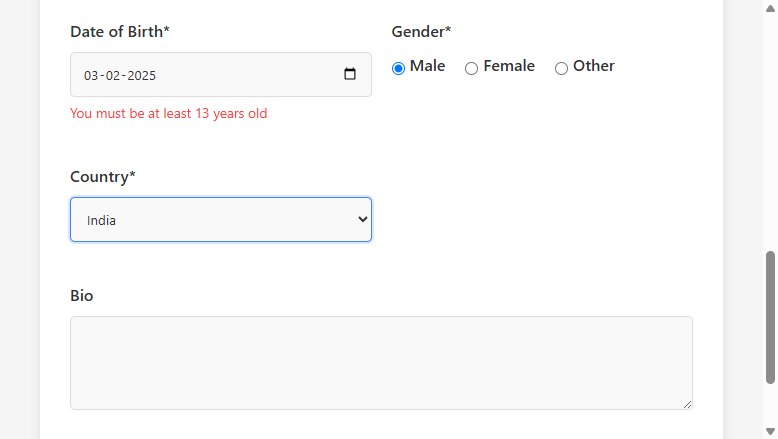 Date of Birth* Gender*
03-02-2025 Male Female Other
You must be at least 13 years old
Country*
India
Bio